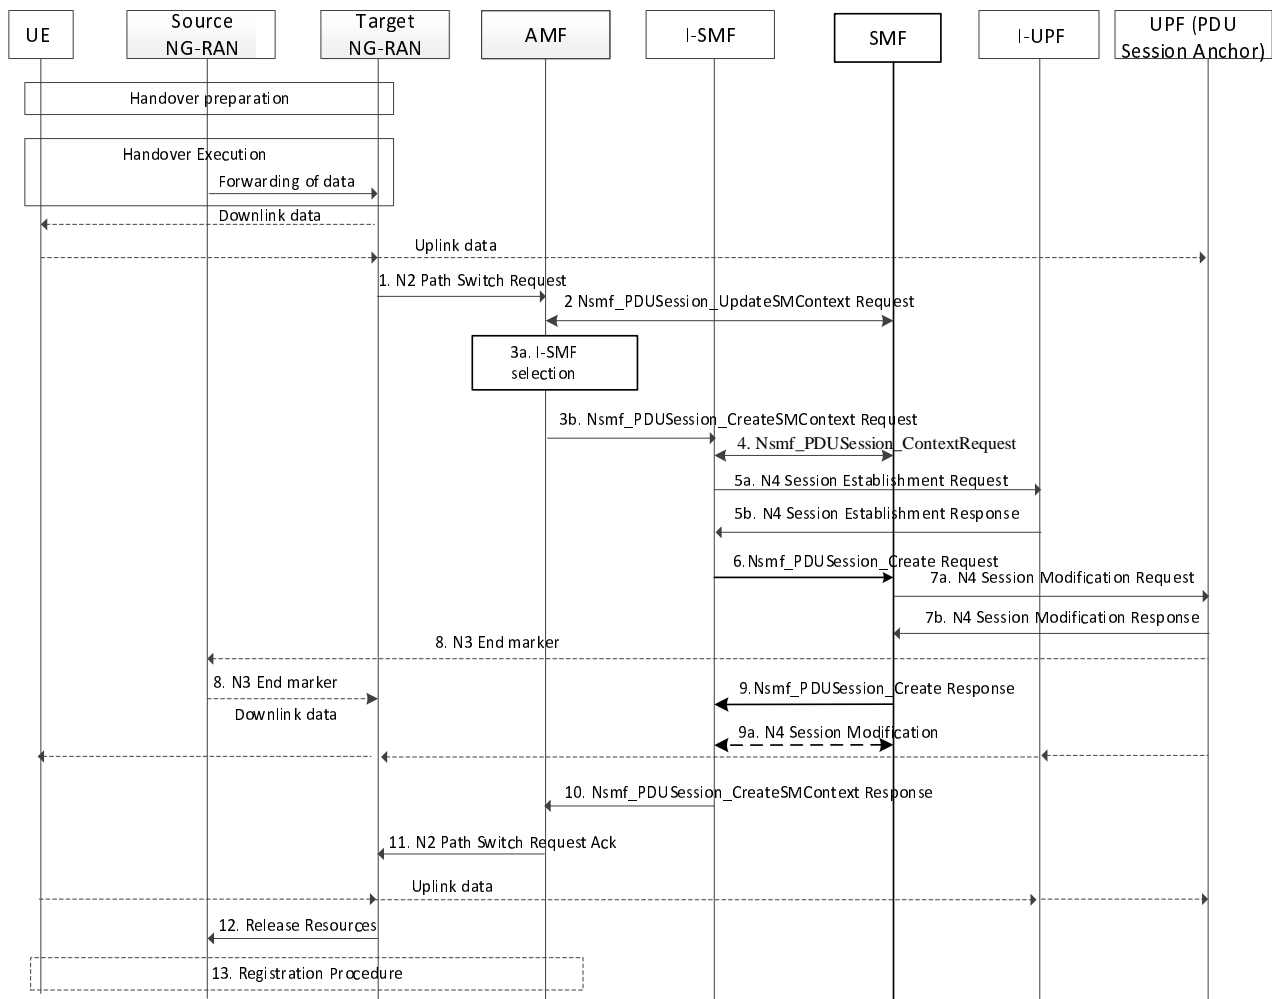 UE
Source
NG-RAN
Target
NG-RAN
AMF
I-SMF
SMF
I-UPF
UPF (PDU
Session Anchor)
Handover preparation
Handover Execution
Forwarding of data
Downlink data
Uplink data
1. N2 Path Switch Request
2 Nsmf_PDUSession_UpdateSMContext Request
3a. I-SMF
selection
3b. Nsmf_PDUSession_CreateSMContext Request
4. Nsmf_PDUSession_ContextRequest
5a. N4 Session Establishment Request
5b. N4 Session Establishment Response
6.Nsmf_PDUSession_Create Request
7a. N4 Session Modification Request
7b. N4 Session Modification Response
8. N3 End marker
8. N3 End marker
9.Nsmf_PDUSession_Create Response
Downlink data
9a. N4 Session Modification
10. Nsmf_PDUSession_CreateSMContext Response
11. N2 Path Switch Request Ack
Uplink data
12. Release Resources
13. Registration Procedure